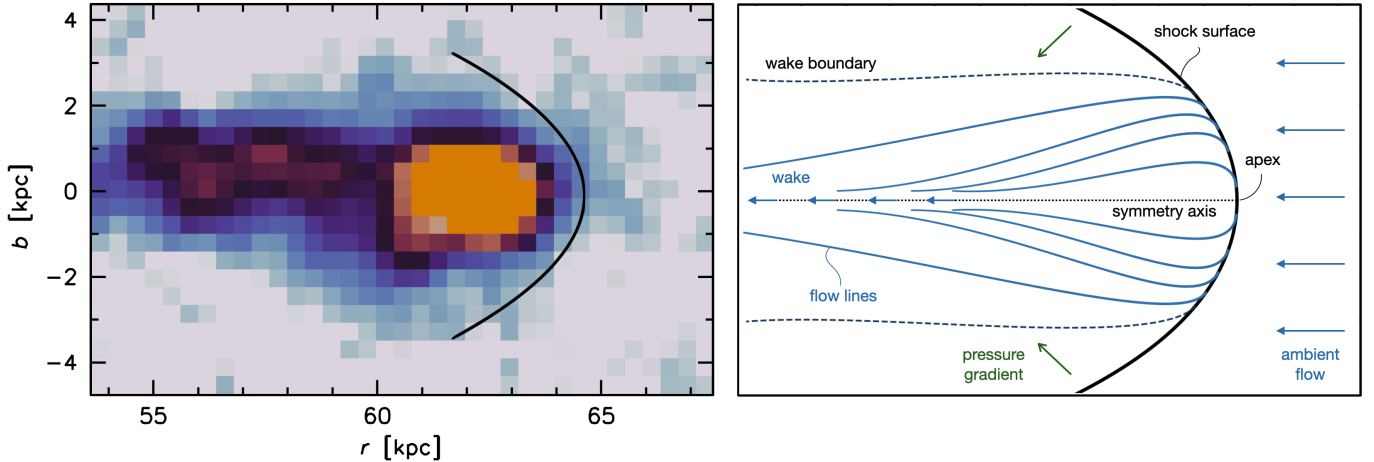 4
2
0
−2
−4
b [kpc]
55
60
65
r [kpc]
shock surface
wake boundary
apex
wake
symmetry axis
flow lines
pressure
gradient
ambient
flow